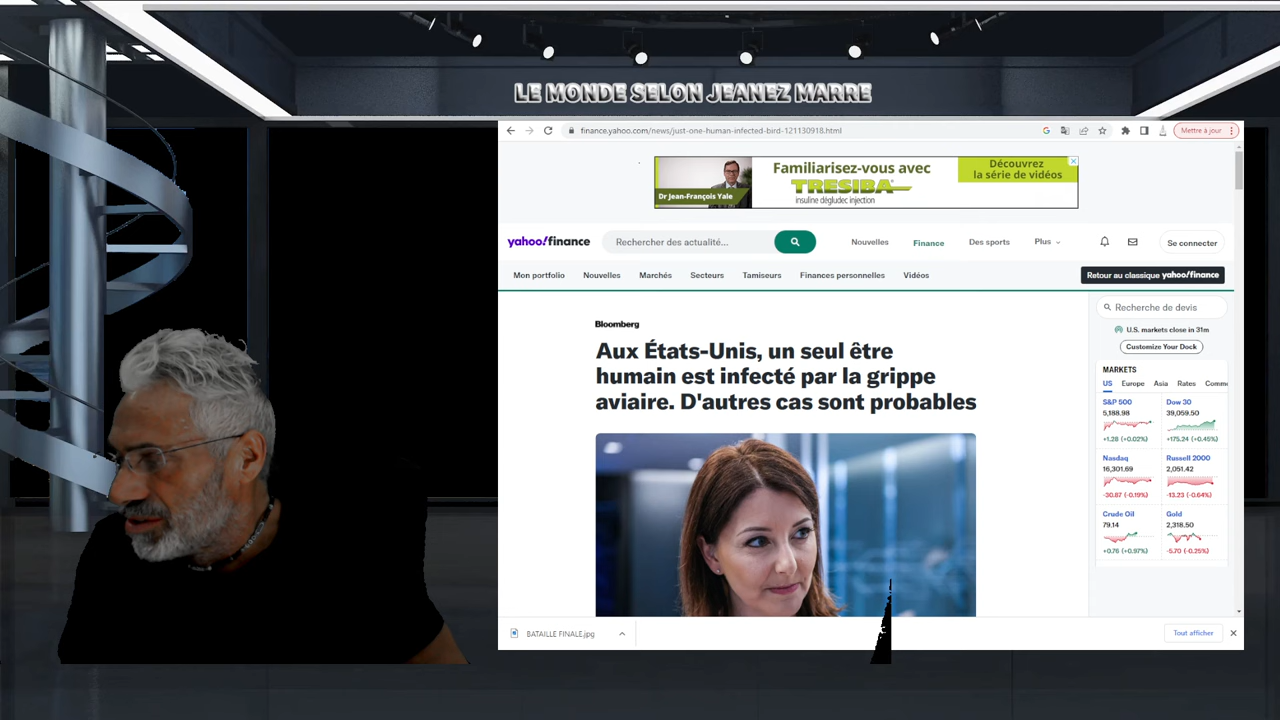 LE MONDE SELON JEANEZ MARRE
finance.yahoo.com/news/just-one-human-infected-bird-121130918.html
Mettre à jour
Dr Jean-François Yale
Familiarisez-vous avec
TRESIBA
insuline dégludec injection
Découvrez
la série de vidéos
yahoo!finance
Rechercher des actualité...
Nouvelles
Finance
Des sports
Plus
Se connecter
Mon portfolio
Nouvelles
Marchés
Secteurs
Tamiseurs
Finances personnelles
Vidéos
Retour au classique yahoo!finance
Bloomberg
Aux États-Unis, un seul être
humain est infecté par la grippe
aviaire. D'autres cas sont probables
Recherche de devis
U.S. markets close in 31m
Customize Your Dock
MARKETS
US Europe Asia Rates Comm
S&P 500
5,188.98
+1.28 (+0.02%)
Dow 30
39,059.50
+175.24 (+0.45%)
Nasdaq
16,301.69
-30.87 (-0.19%)
Russell 2000
2,051.42
-13.23 (-0.64%)
Crude Oil
79.14
+0.76 (+0.97%)
Gold
2,318.50
-5.70 (-0.25%)
BATAILLE FINALE.jpg
Tout afficher